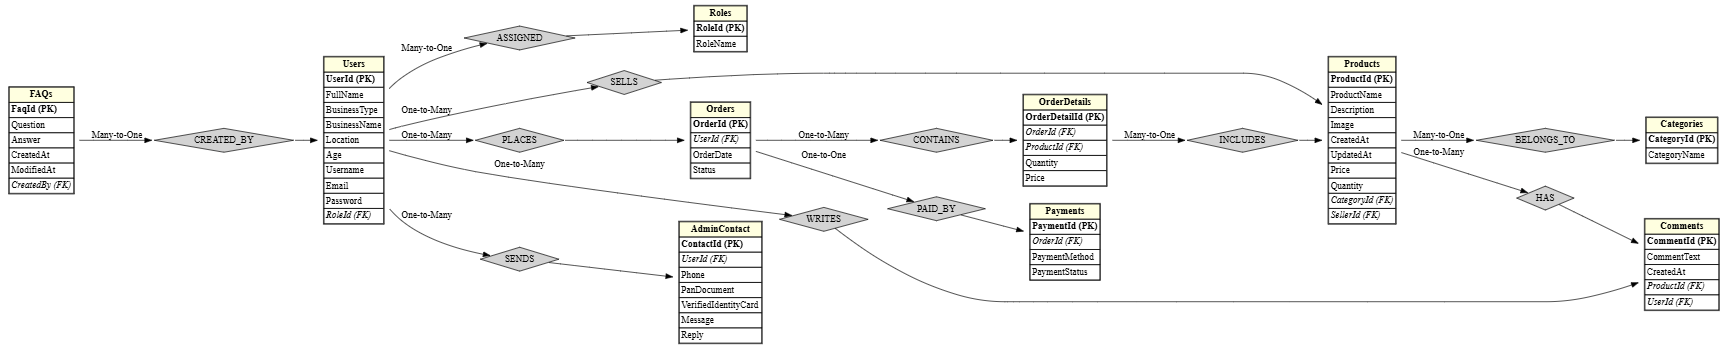 FAQs
FaqId (PK)
Question
Answer
CreatedAt
ModifiedAt
CreatedBy (FK)
Many-to-One
CREATED_BY
Users
UserId (PK)
FullName
BusinessType
BusinessName
Location
Age
Username
Email
Password
RoleId (FK)
Many-to-One
ASSIGNED
Roles
RoleId (PK)
RoleName
One-to-Many
SELLS
One-to-Many
PLACES
Orders
OrderId (PK)
UserId (FK)
OrderDate
Status
One-to-Many
WRITES
One-to-Many
SENDS
AdminContact
ContactId (PK)
UserId (FK)
Phone
PanDocument
VerifiedIdentityCard
Message
Reply
One-to-Many
CONTAINS
One-to-One
PAID_BY
OrderDetails
OrderDetailId (PK)
OrderId (FK)
ProductId (FK)
Quantity
Price
Payments
PaymentId (PK)
OrderId (FK)
PaymentMethod
PaymentStatus
Many-to-One
INCLUDES
Products
ProductId (PK)
ProductName
Description
Image
CreatedAt
UpdatedAt
Price
Quantity
CategoryId (FK)
SellerId (FK)
Many-to-One
BELONGS_TO
One-to-Many
HAS
Categories
CategoryId (PK)
CategoryName
Comments
CommentId (PK)
CommentText
CreatedAt
ProductId (FK)
UserId (FK)